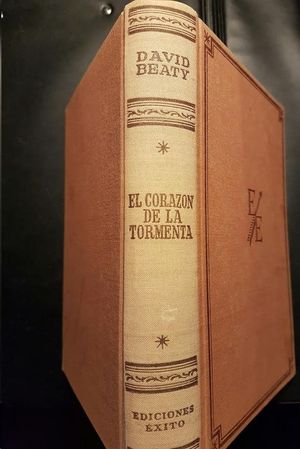 DAVID
BEATY
EL CORAZON
DE LA
TORMENTA
EDICIONES
ÉXITO
E/E